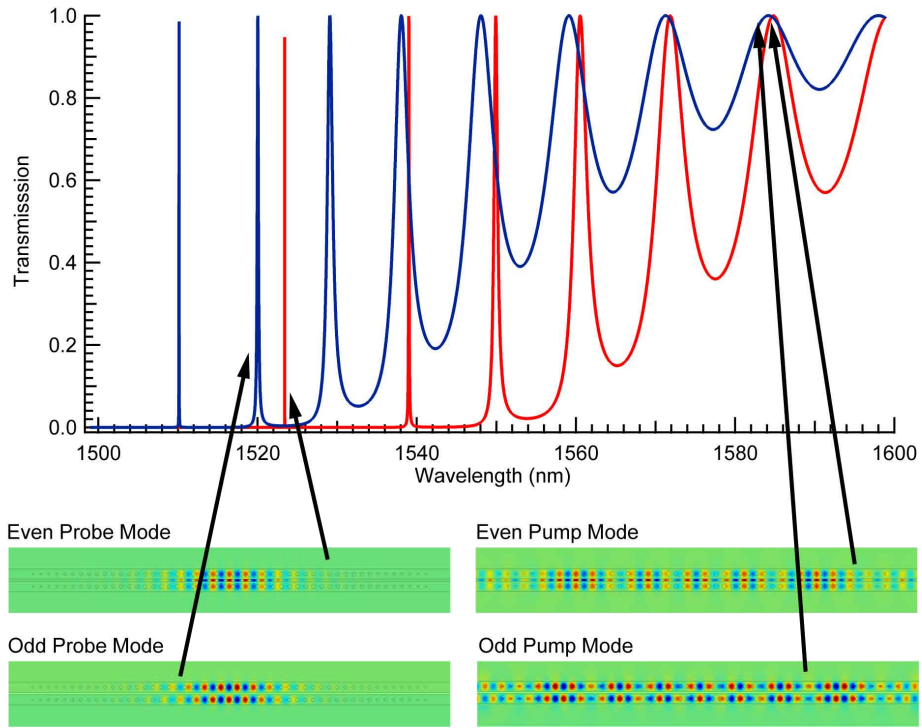 1.0
0.8
0.6
0.4
0.2
0.0
Transmisssion
1500
1520
1540
1560
1580
1600
Wavelength (nm)
Even Probe Mode
Even Pump Mode
Odd Probe Mode
Odd Pump Mode